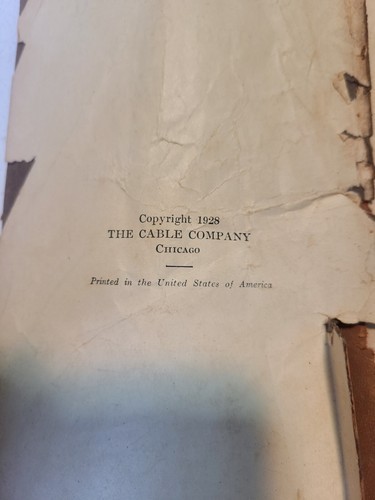 Copyright 1928
THE CABLE COMPANY
Chicago
Printed in the United States of America